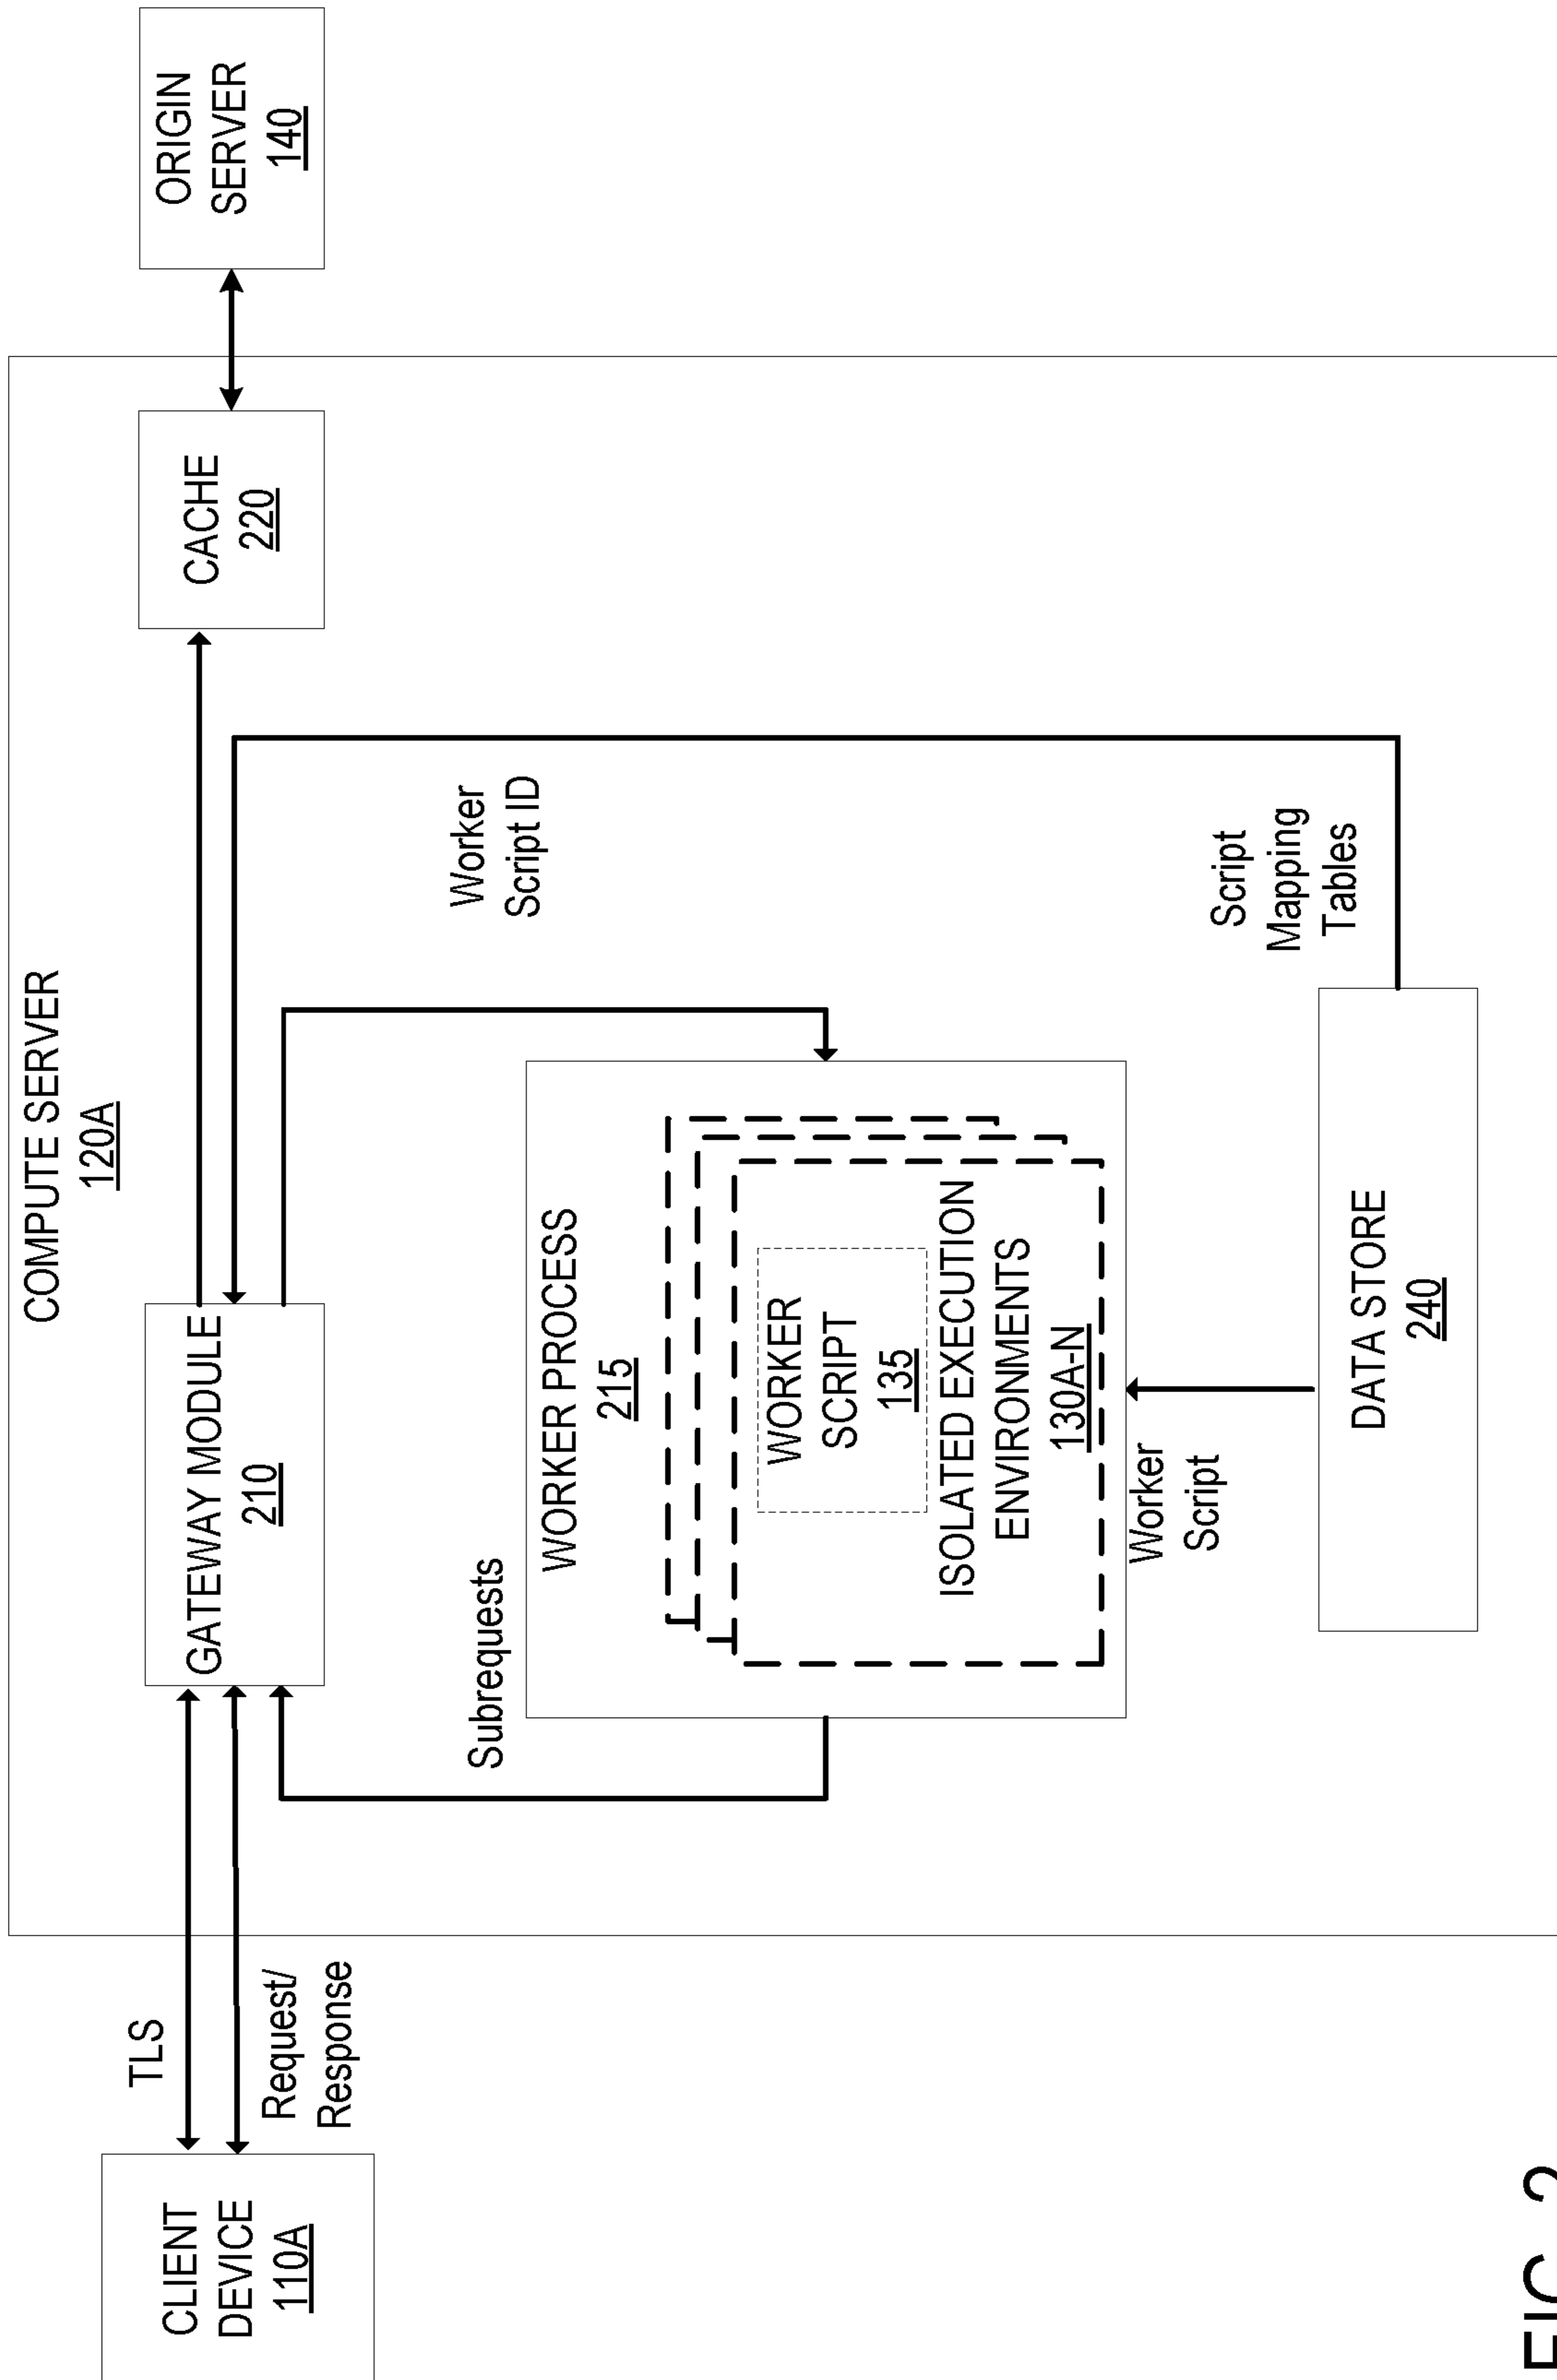 COMPUTE SERVER
120A
CLIENT
DEVICE
110A
TLS
Request/
Response
GATEWAY MODULE
210
CACHE
220
ORIGIN
SERVER
140
Subrequests
Worker
Script ID
WORKER PROCESS
215
WORKER
SCRIPT
135
ISOLATED EXECUTION
ENVIRONMENTS
130A-N
Worker
Script
Script
Mapping
Tables
DATA STORE
240
FIG. 2